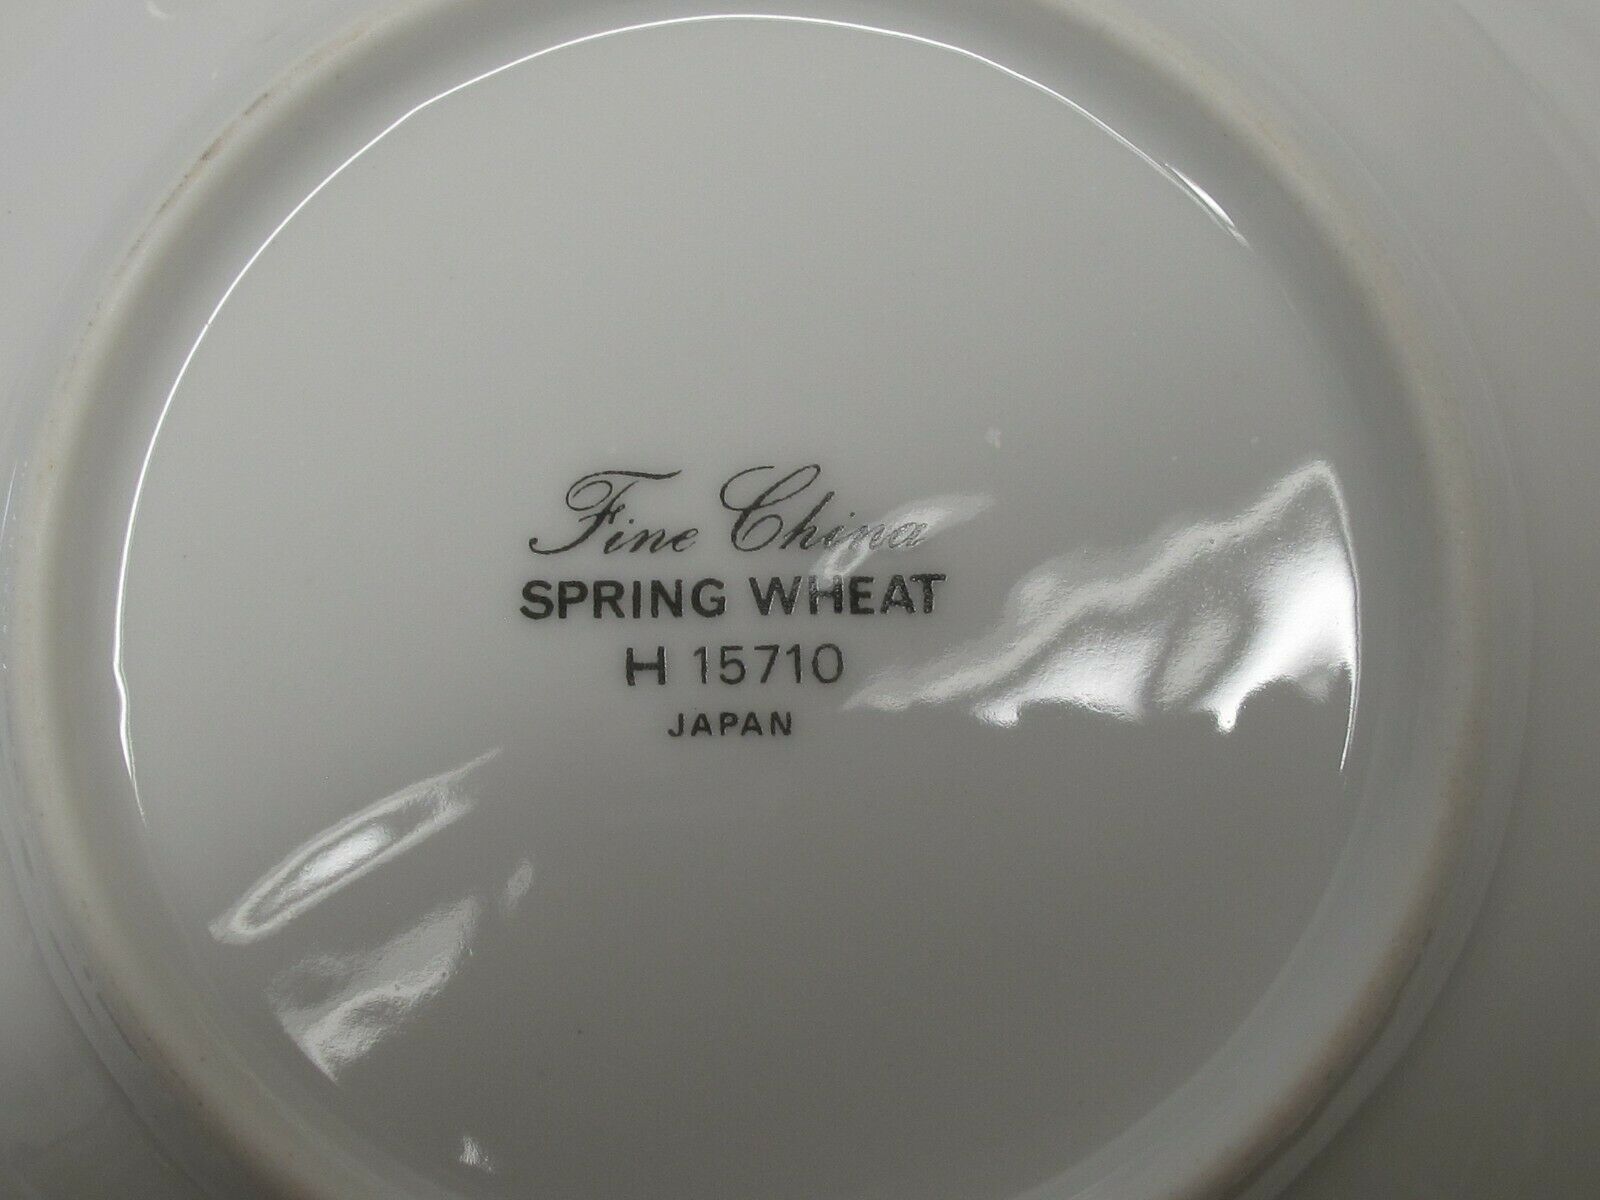 Fine China
SPRING WHEAT
H 15710
JAPAN